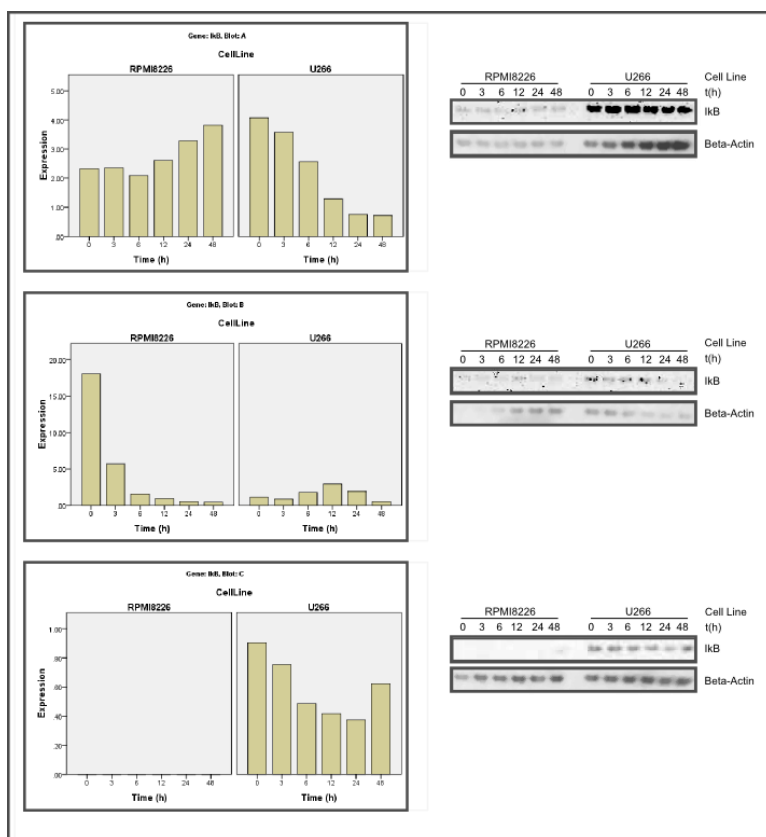 Gene: IkB, Blot: A
CellLine
RPMI8226 U266
Expression
5.00
4.00
3.00
2.00
1.00
.00
0 3 6 12 24 48 0 3 6 12 24 48
Time (h) Time (h)
RPMI8226 U266 Cell Line
0 3 6 12 24 48 0 3 6 12 24 48 t(h)
IkB
Beta-Actin
Gene: IkB, Blot: B
CellLine
RPMI8226 U266
Expression
20.00
15.00
10.00
5.00
.00
0 3 6 12 24 48 0 3 6 12 24 48
Time (h) Time (h)
RPMI8226 U266 Cell Line
0 3 6 12 24 48 0 3 6 12 24 48 t(h)
IkB
Beta-Actin
Gene: IkB, Blot: C
CellLine
RPMI8226 U266
Expression
1.00
.80
.60
.40
.20
.00
0 3 6 12 24 48 0 3 6 12 24 48
Time (h) Time (h)
RPMI8226 U266 Cell Line
0 3 6 12 24 48 0 3 6 12 24 48 t(h)
IkB
Beta-Actin